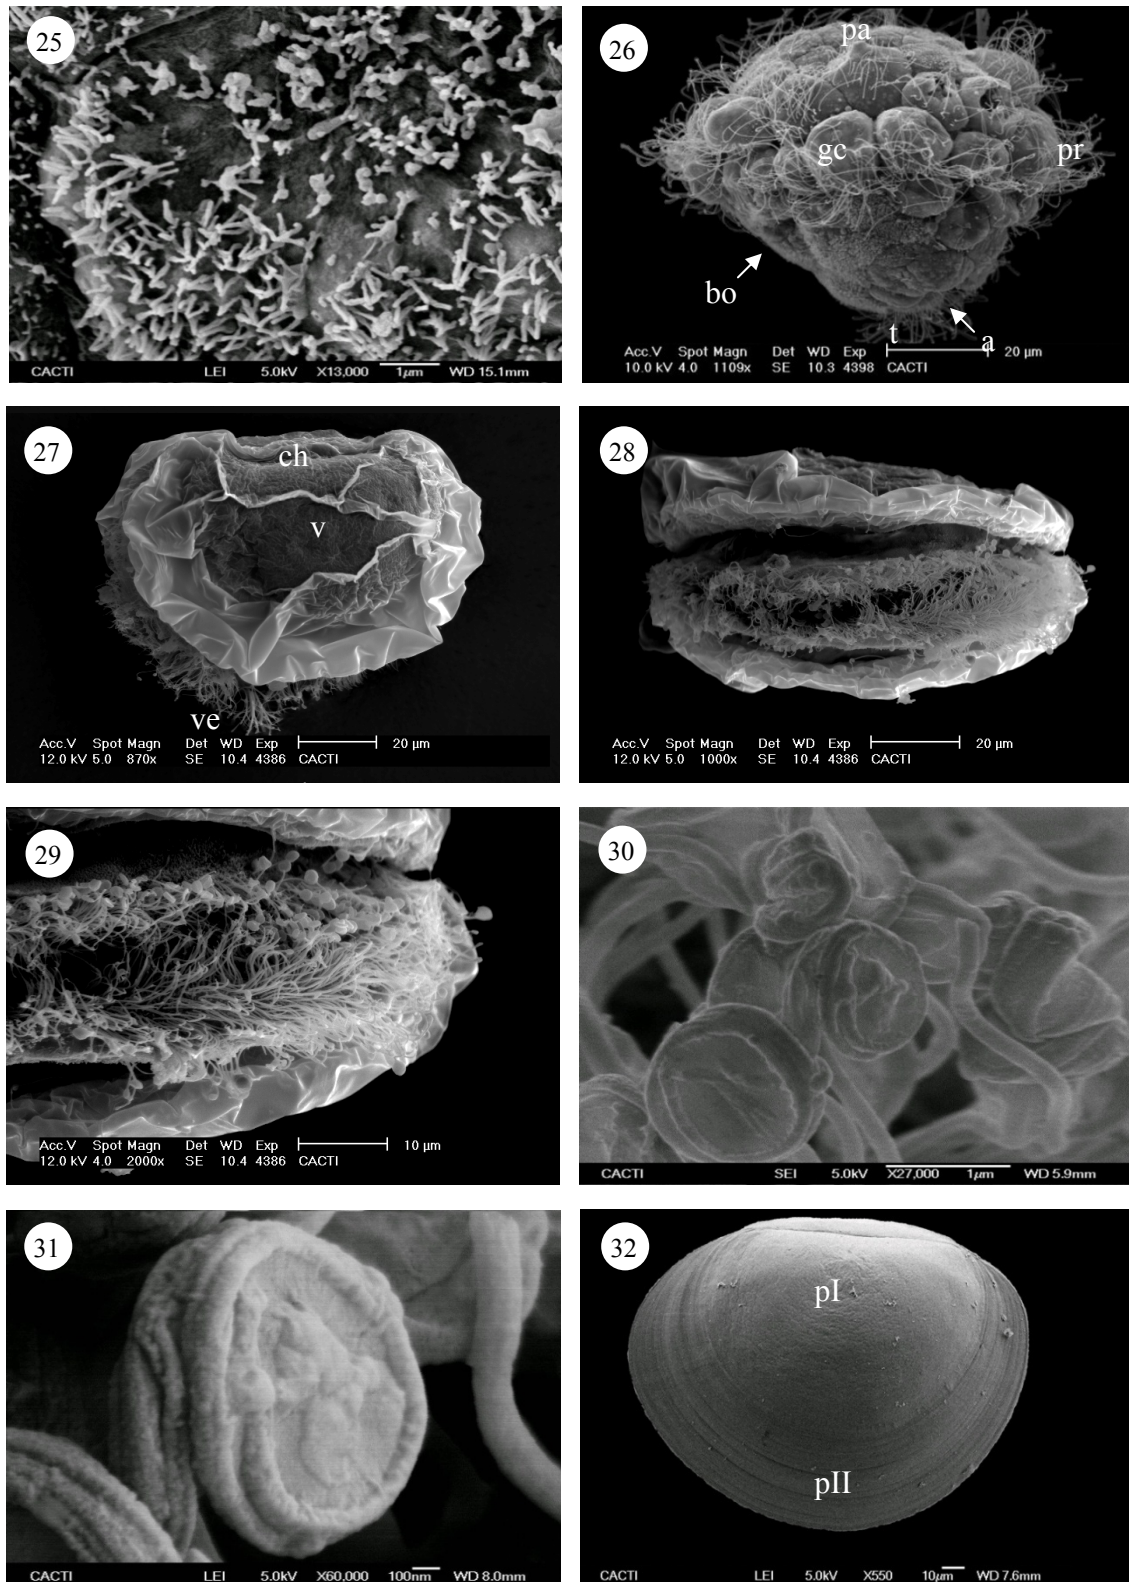 25
CACTI LEI 5.0kV X13,000 1µm WD 15.1mm
26
pa
gc
pr
bo
t
a
Acc.V Spot Magn Det WD Exp 20 µm
10.0 kV 4.0 1109x SE 10.3 4398 CACTI
27
ch
v
ve
Acc.V Spot Magn Det WD Exp 20 µm
12.0 kV 5.0 870x SE 10.4 4386 CACTI
28
Acc.V Spot Magn Det WD Exp 20 µm
12.0 kV 5.0 1000x SE 10.4 4386 CACTI
29
Acc.V Spot Magn Det WD Exp 10 µm
12.0 kV 4.0 2000x SE 10.4 4386 CACTI
30
CACTI SEI 5.0kV X27,000 1µm WD 5.9mm
31
CACTI LEI 5.0kV X60,000 100nm WD 8.0mm
32
pI
pII
CACTI LEI 5.0kV X550 10µm WD 7.6mm